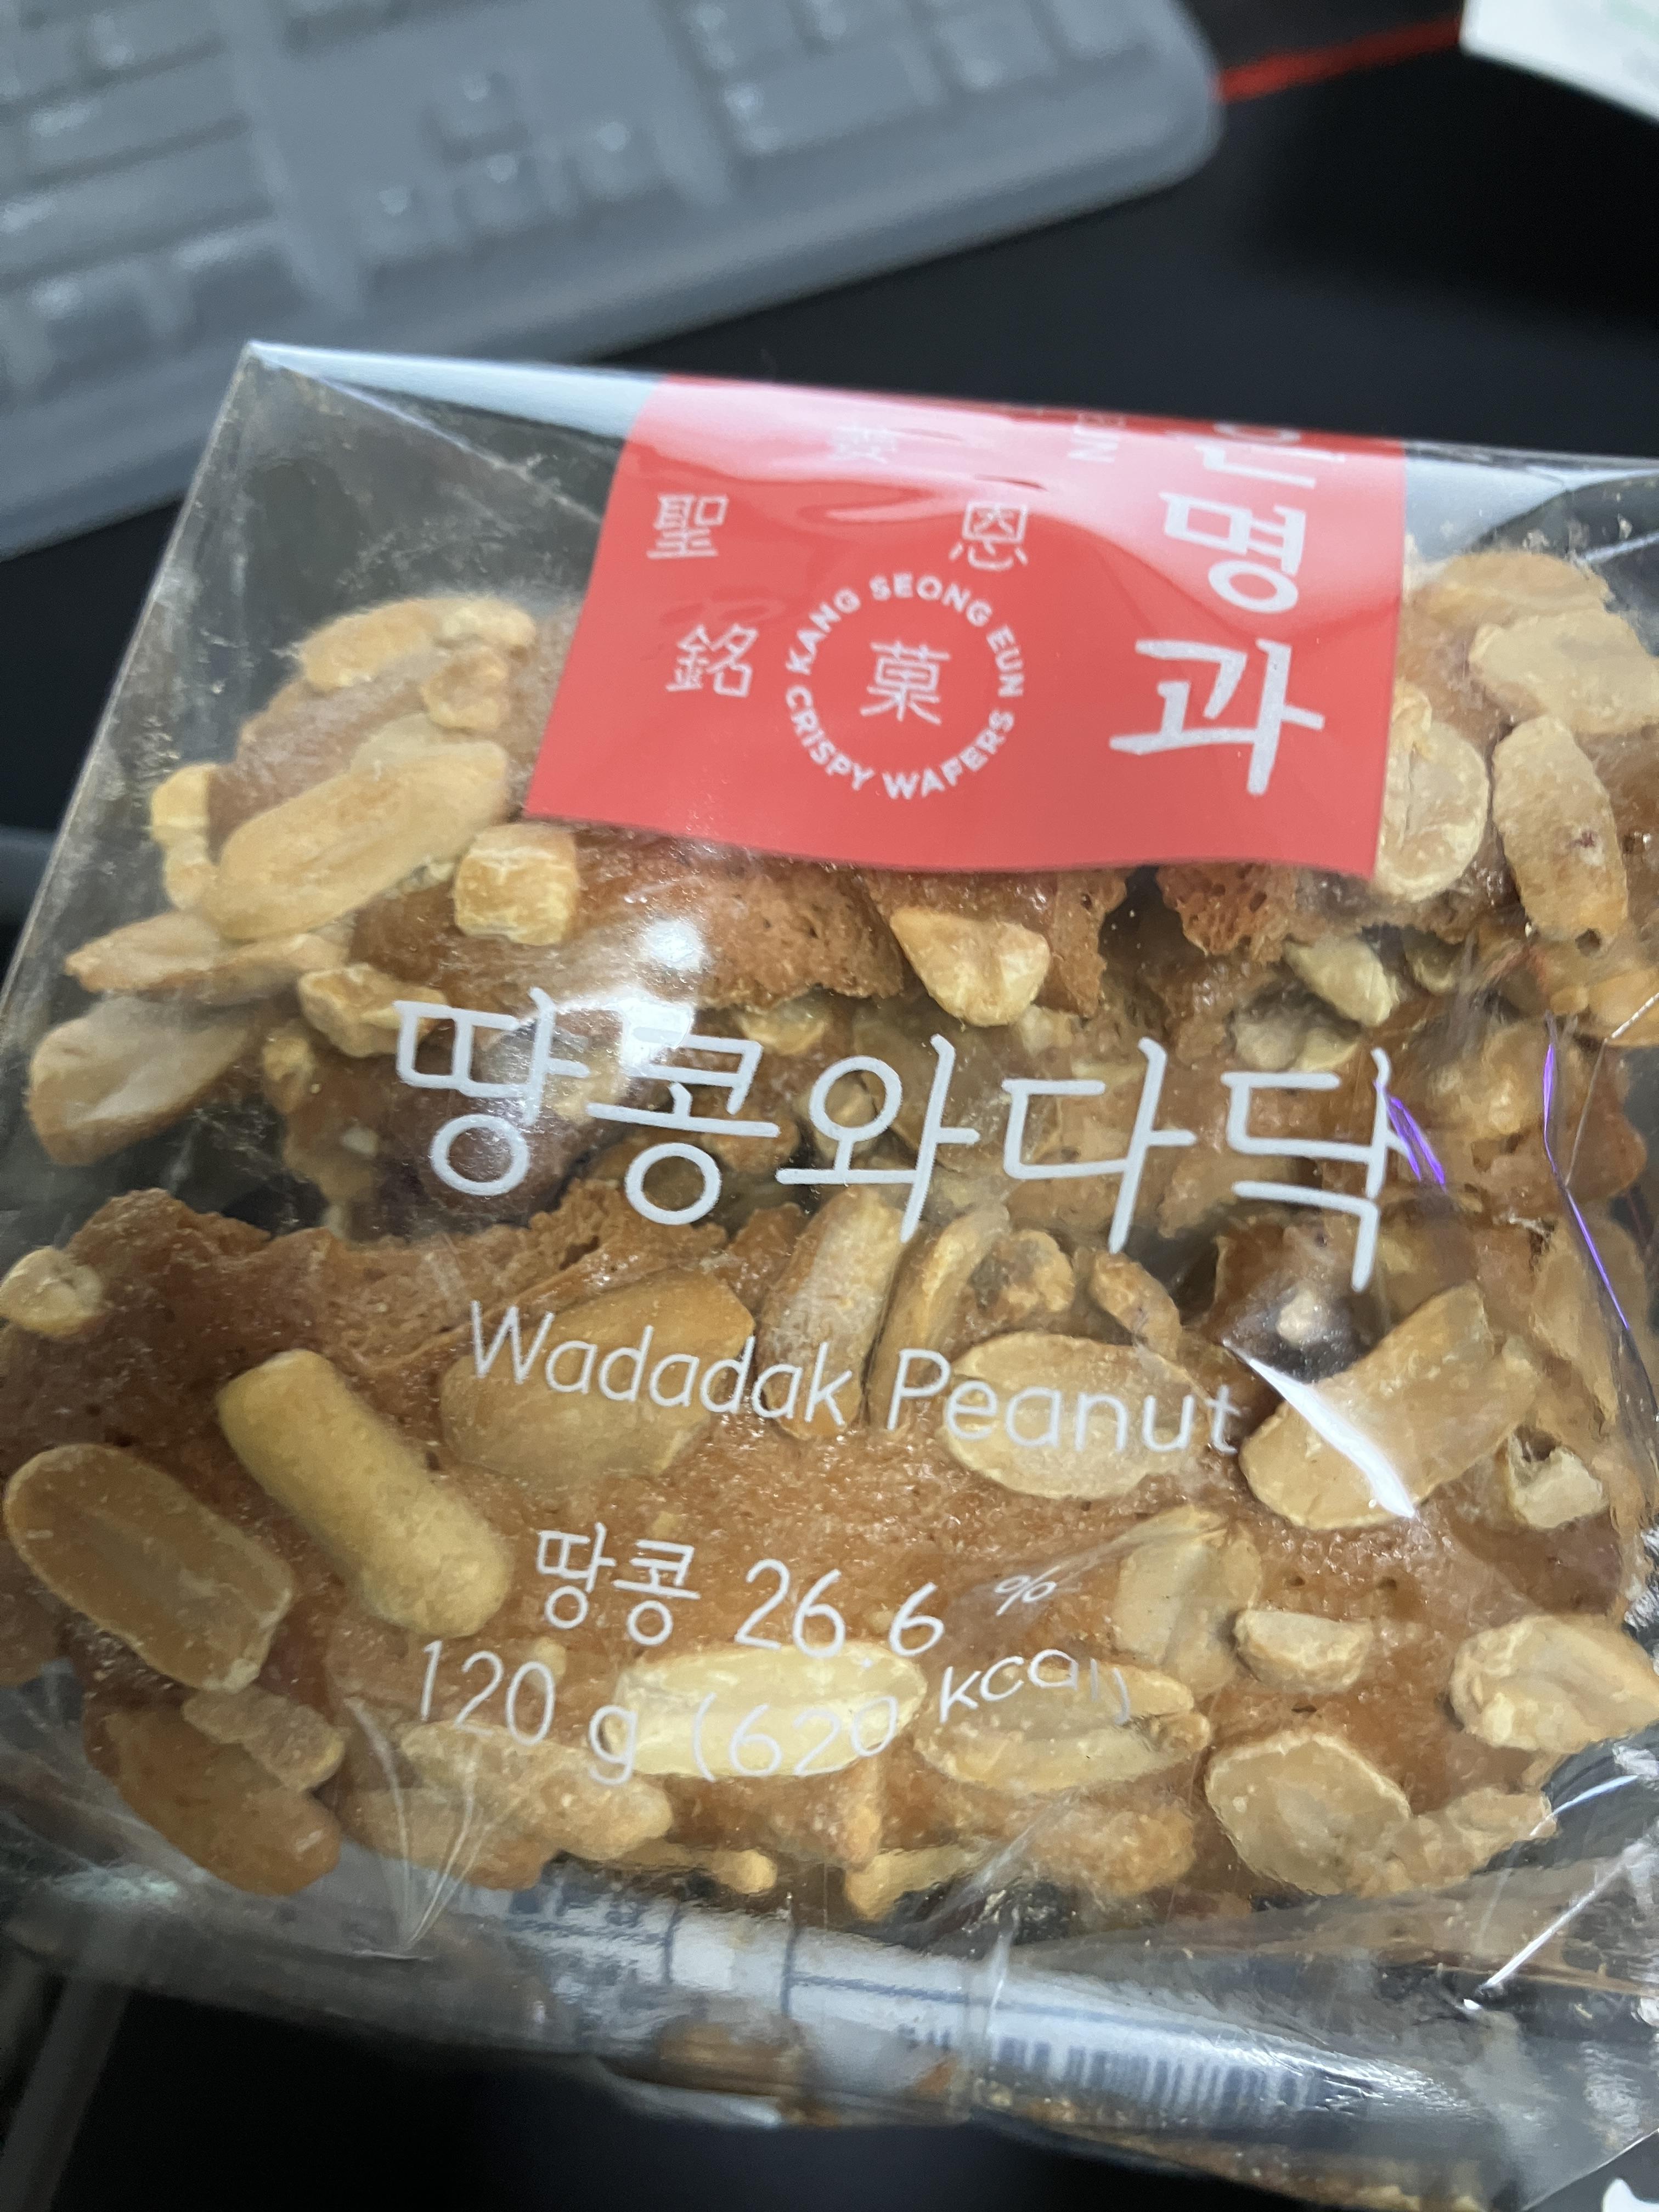 명과
聖
恩
銘
菓
KANG SEONG EUN
CRISPY WAFERS
땅콩와다닥
Wadadak Peanut
땅콩 26.6 %
120 g (620 kcal)